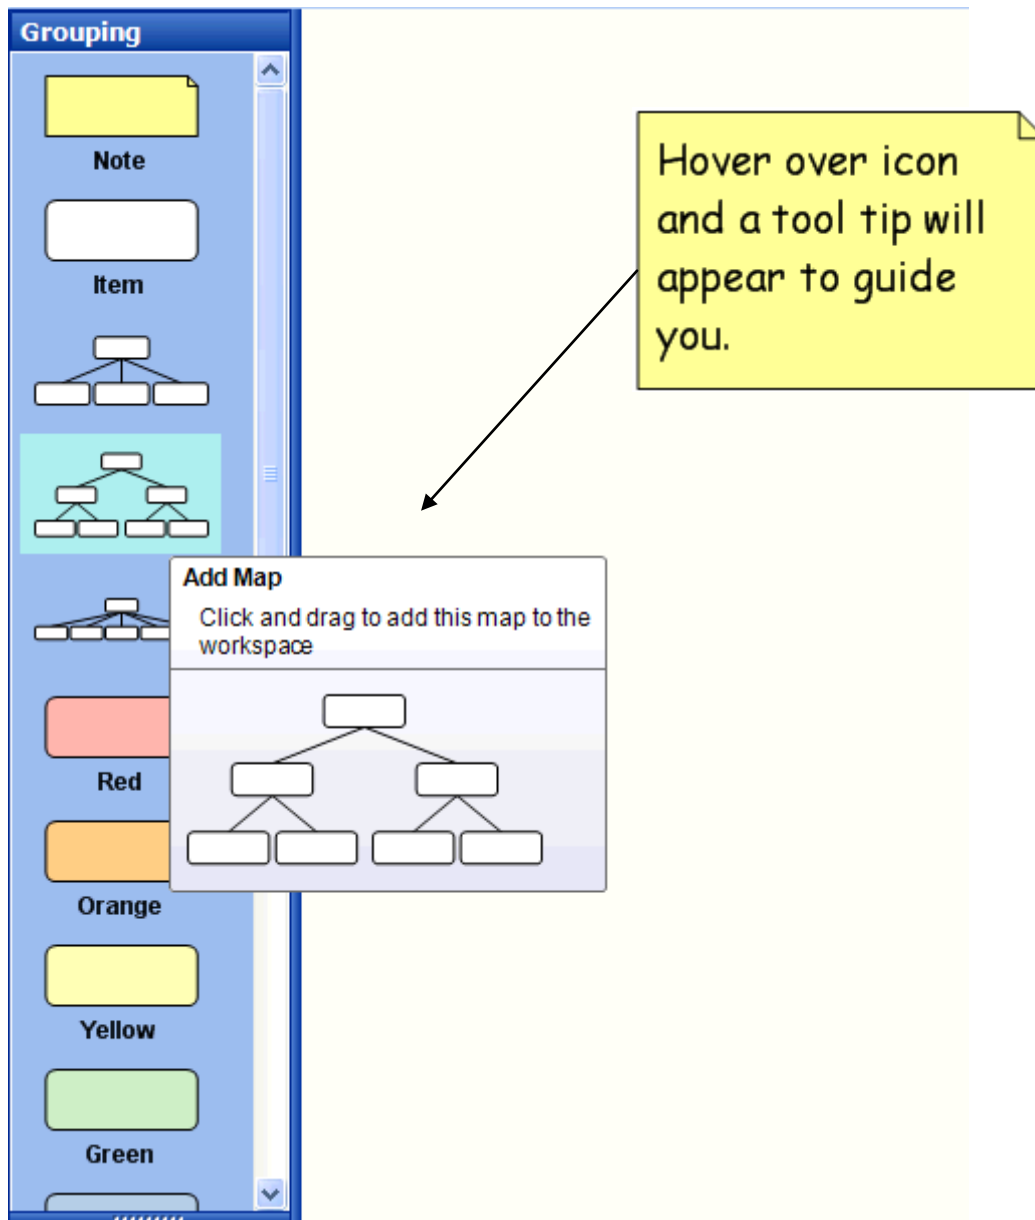 Grouping
Note
Item
Hover over icon
and a tool tip will
appear to guide
you.
Add Map
Click and drag to add this map to the
workspace
Red
Orange
Yellow
Green